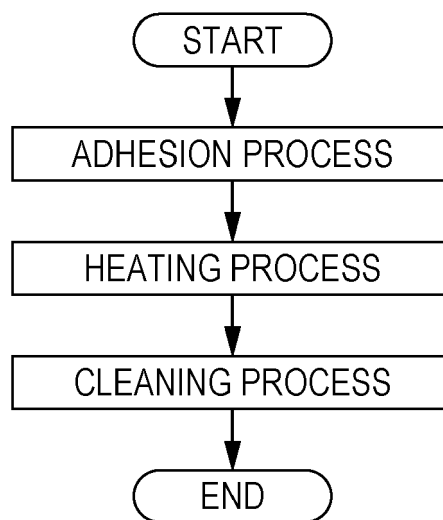 START
ADHESION PROCESS
HEATING PROCESS
CLEANING PROCESS
END